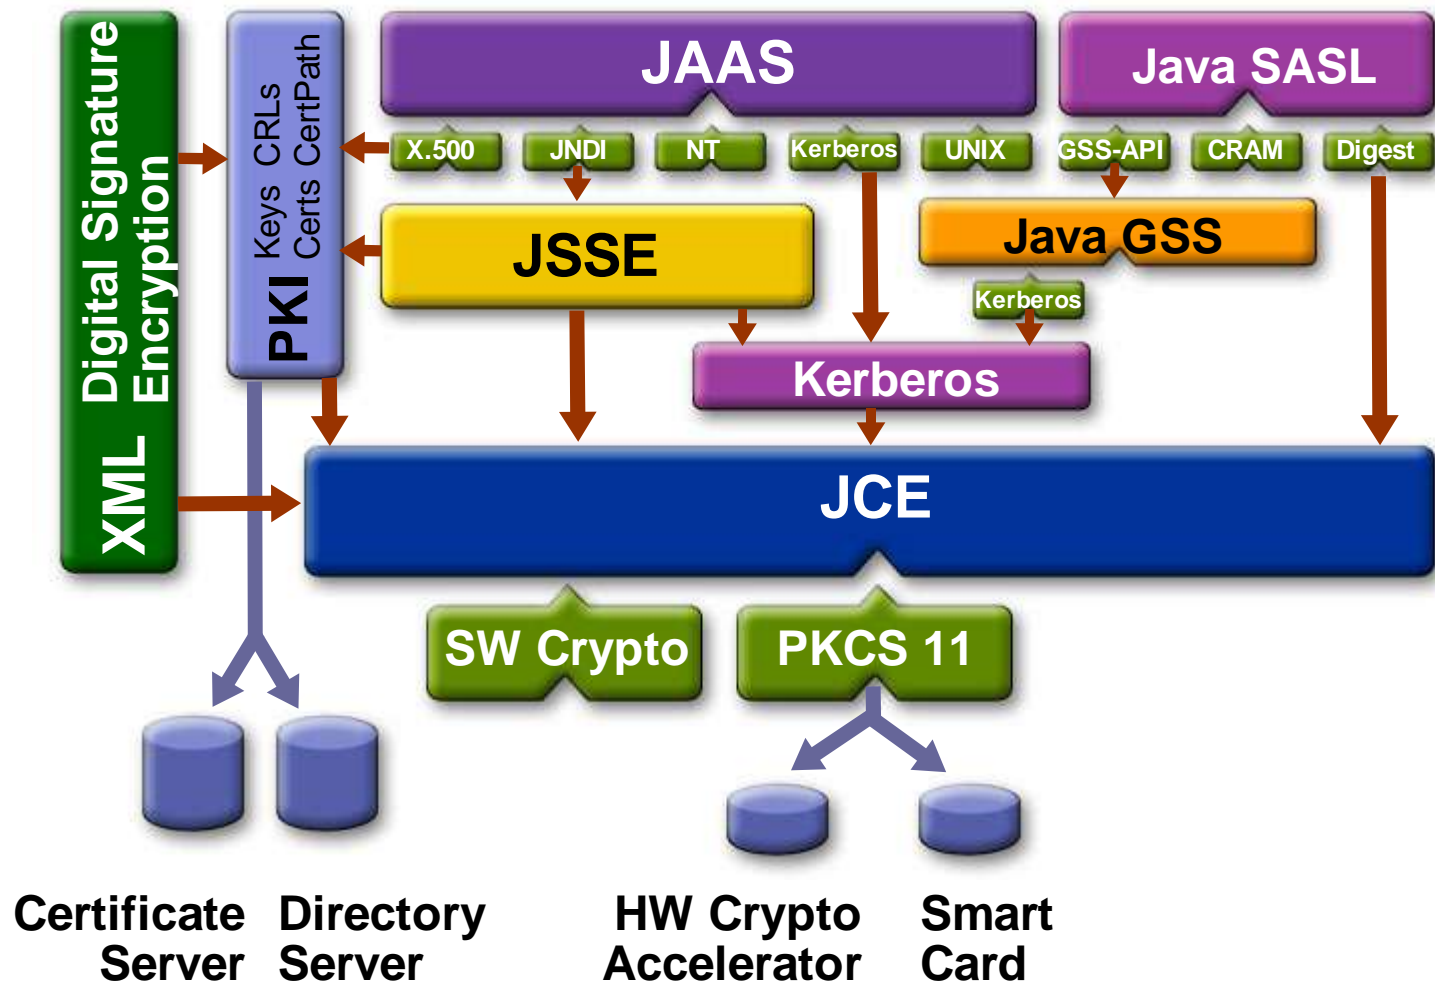 XML Digital Signature
Encryption
PKI Keys CRLs
Certs CertPath
JAAS
Java SASL
X.500
JNDI
NT
Kerberos
UNIX
GSS-API
CRAM
Digest
JSSE
Java GSS
Kerberos
Kerberos
JCE
SW Crypto
PKCS 11
Certificate
Server
Directory
Server
HW Crypto
Accelerator
Smart
Card